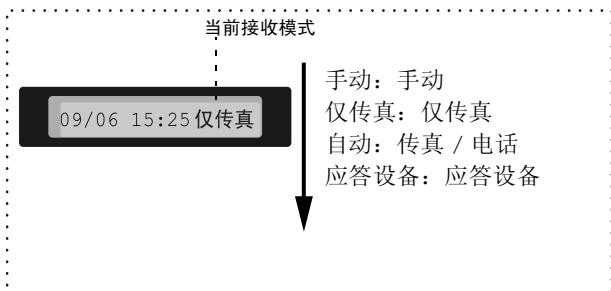 当前接收模式
09/06 15:25 仅传真
手动：手动
仅传真：仅传真
自动：传真 / 电话
应答设备：应答设备